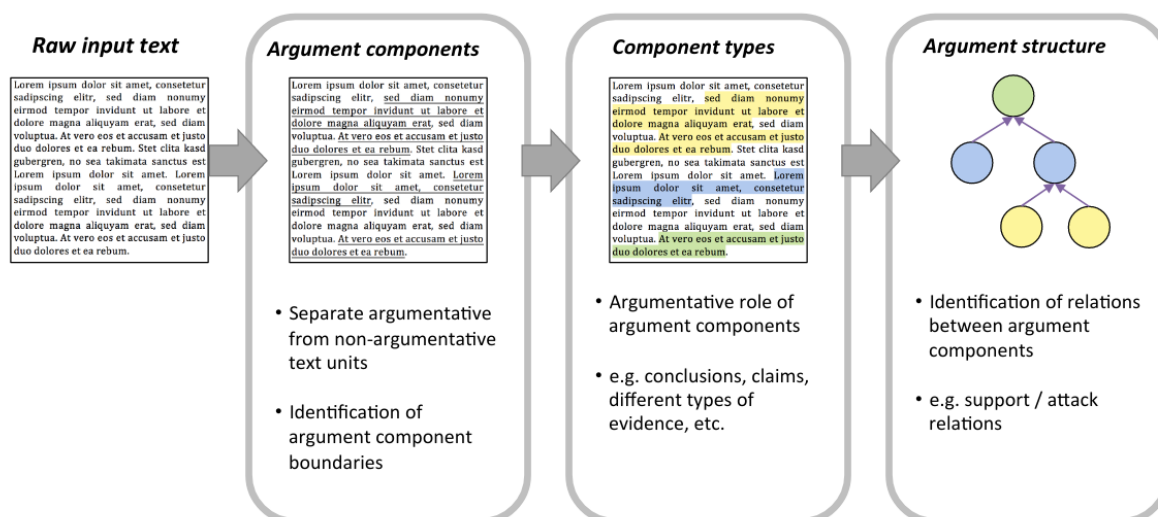 Raw input text
Lorem ipsum dolor sit amet, consetetur
sadipscing elitr, sed diam nonumy
eirmod tempor invidunt ut labore et
dolore magna aliquyam erat, sed diam
voluptua. At vero eos et accusam et justo
duo dolores et ea rebum. Stet clita kasd
gubergren, no sea takimata sanctus est
Lorem ipsum dolor sit amet. Lorem
ipsum dolor sit amet, consetetur
sadipscing elitr, sed diam nonumy
eirmod tempor invidunt ut labore et
dolore magna aliquyam erat, sed diam
voluptua. At vero eos et accusam et justo
duo dolores et ea rebum.
Argument components
Lorem ipsum dolor sit amet, consetetur
sadipscing elitr, sed diam nonumy
eirmod tempor invidunt ut labore et
dolore magna aliquyam erat, sed diam
voluptua. At vero eos et accusam et justo
duo dolores et ea rebum. Stet clita kasd
gubergren, no sea takimata sanctus est
Lorem ipsum dolor sit amet. Lorem
ipsum dolor sit amet, consetetur
sadipscing elitr, sed diam nonumy
eirmod tempor invidunt ut labore et
dolore magna aliquyam erat, sed diam
voluptua. At vero eos et accusam et justo
duo dolores et ea rebum.
• Separate argumentative
from non-argumentative
text units
• Identification of
argument component
boundaries
Component types
Lorem ipsum dolor sit amet, consetetur
sadipscing elitr, sed diam nonumy
eirmod tempor invidunt ut labore et
dolore magna aliquyam erat, sed diam
voluptua. At vero eos et accusam et justo
duo dolores et ea rebum. Stet clita kasd
gubergren, no sea takimata sanctus est
Lorem ipsum dolor sit amet. Lorem
ipsum dolor sit amet, consetetur
sadipscing elitr, sed diam nonumy
eirmod tempor invidunt ut labore et
dolore magna aliquyam erat, sed diam
voluptua. At vero eos et accusam et justo
duo dolores et ea rebum.
• Argumentative role of
argument components
• e.g. conclusions, claims,
different types of
evidence, etc.
Argument structure
• Identification of relations
between argument
components
• e.g. support / attack
relations